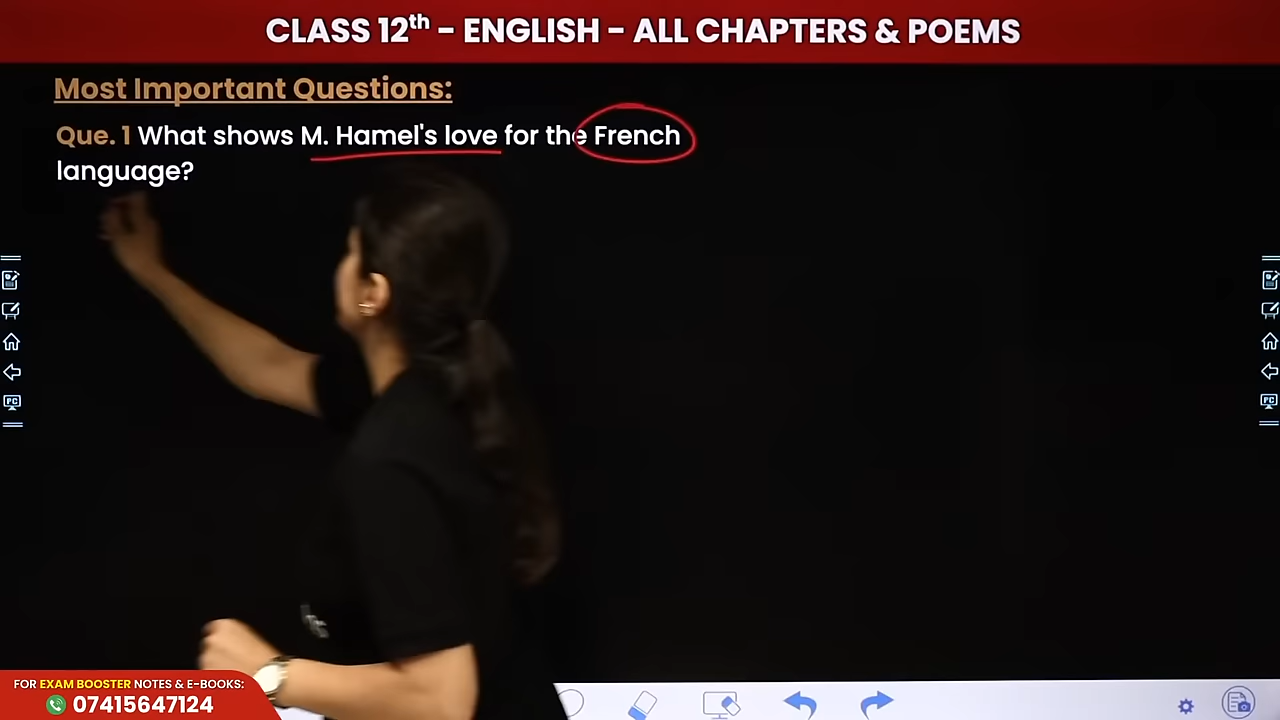 CLASS 12th - ENGLISH - ALL CHAPTERS & POEMS
Most Important Questions:
Que. 1 What shows M. Hamel's love for the French
language?
FOR EXAM BOOSTER NOTES & E-BOOKS:
07415647124